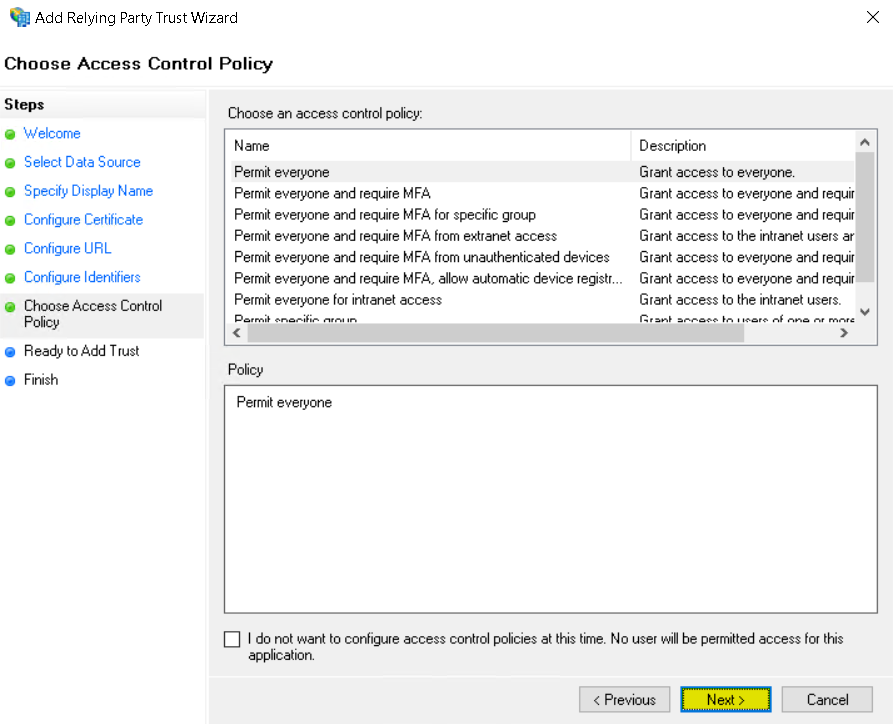 Add Relying Party Trust Wizard
Choose Access Control Policy
Steps
Welcome
Select Data Source
Specify Display Name
Configure Certificate
Configure URL
Configure Identifiers
Choose Access Control
Policy
Ready to Add Trust
Finish
Choose an access control policy:
Name Description
Permit everyone Grant access to everyone.
Permit everyone and require MFA Grant access to everyone and requir
Permit everyone and require MFA for specific group Grant access to everyone and requir
Permit everyone and require MFA from extranet access Grant access to the intranet users ar
Permit everyone and require MFA from unauthenticated devices Grant access to everyone and requir
Permit everyone and require MFA, allow automatic device registr... Grant access to everyone and requir
Permit everyone for intranet access Grant access to the intranet users.
Permit specific group Grant access to users of one or more
Policy
Permit everyone
I do not want to configure access control policies at this time. No user will be permitted access for this
application.
< Previous Next > Cancel